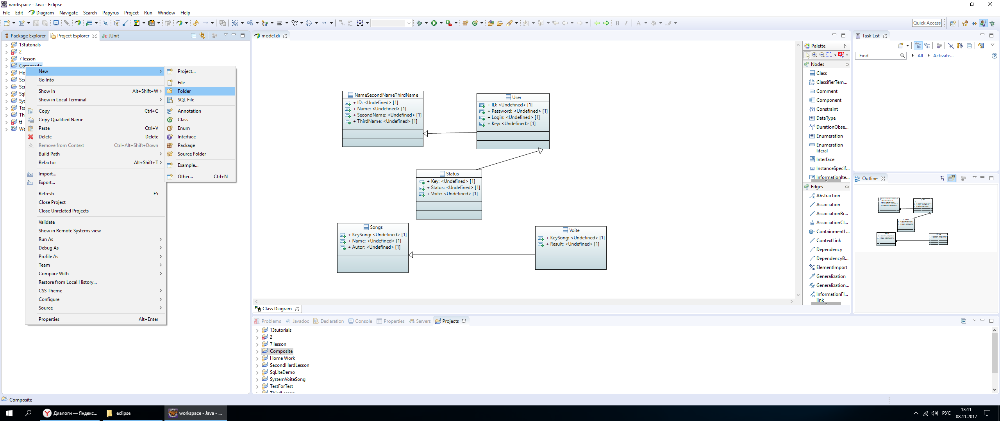 workspace - Java - Eclipse
File Edit Diagram Navigate Search Papyrus Project Run Window Help
Quick Access
Package Explorer Project Explorer JUnit
13tutorials
2
7 lesson
Composite
Ho
Sec
Ser
Sql
Sys
Tes
Thi
tt
We
New
Go Into
Show In Alt+Shift+W
Show in Local Terminal
Copy Ctrl+C
Copy Qualified Name
Paste Ctrl+V
Delete Delete
Remove from Context Ctrl+Alt+Shift+Down
Build Path
Refactor Alt+Shift+T
Import...
Export...
Refresh F5
Close Project
Close Unrelated Projects
Validate
Show in Remote Systems view
Run As
Debug As
Profile As
Team
Compare With
Restore from Local History...
CSS Theme
Configure
Source
Properties Alt+Enter
Project...
File
Folder
SQL File
Annotation
Class
Enum
Interface
Package
Source Folder
Example...
Other... Ctrl+N
model.di
NameSecondNameThirdName
+ ID: <Undefined> [1]
+ Name: <Undefined> [1]
+ SecondName: <Undefined> [1]
+ ThirdName: <Undefined> [1]
User
+ ID: <Undefined> [1]
+ Password: <Undefined> [1]
+ Login: <Undefined> [1]
+ Key: <Undefined> [1]
Status
+ Key: <Undefined> [1]
+ Status: <Undefined> [1]
+ Voite: <Undefined> [1]
Songs
+ KeySong: <Undefined> [1]
+ Name: <Undefined> [1]
+ Autor: <Undefined> [1]
Voite
+ KeySong: <Undefined> [1]
+ Result: <Undefined> [1]
Class Diagram
Palette
Nodes
Class
ClassifierTem...
Comment
Component
Constraint
DataType
DurationObse...
Enumeration
Enumeration
literal
Interface
InstanceSpecif...
InformationIte...
Edges
Abstraction
Association
AssociationBr...
AssociationCl...
ContainmentL...
ContextLink
Dependency
DependencyB...
ElementImport
Generalization
Generalization...
InformationFl...
link
Task List
Find All Activate...
Outline
Problems Javadoc Declaration Console Properties Servers Projects
13tutorials
2
7 lesson
Composite
Home Work
SecondHardLesson
SqLiteDemo
SystemVoiteSong
TestForTest
ThirdLesson
Composite
Диалоги — Яндекс...
eclipse
workspace - Java - ...
РУС
13:11
08.11.2017